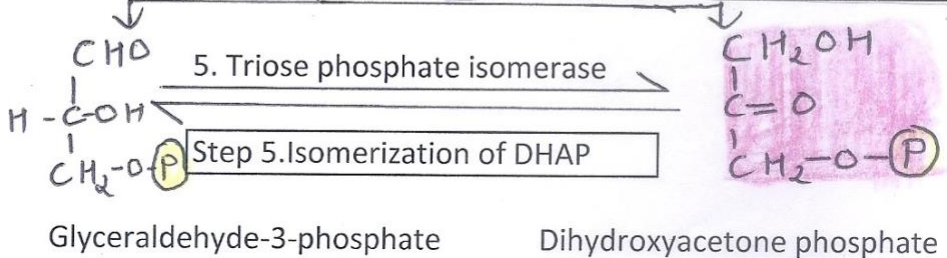 CHO
H-C-OH
CH₂-O-P
5. Triose phosphate isomerase
Step 5.Isomerization of DHAP
CH₂OH
C=O
CH₂-O-P
Glyceraldehyde-3-phosphate
Dihydroxyacetone phosphate